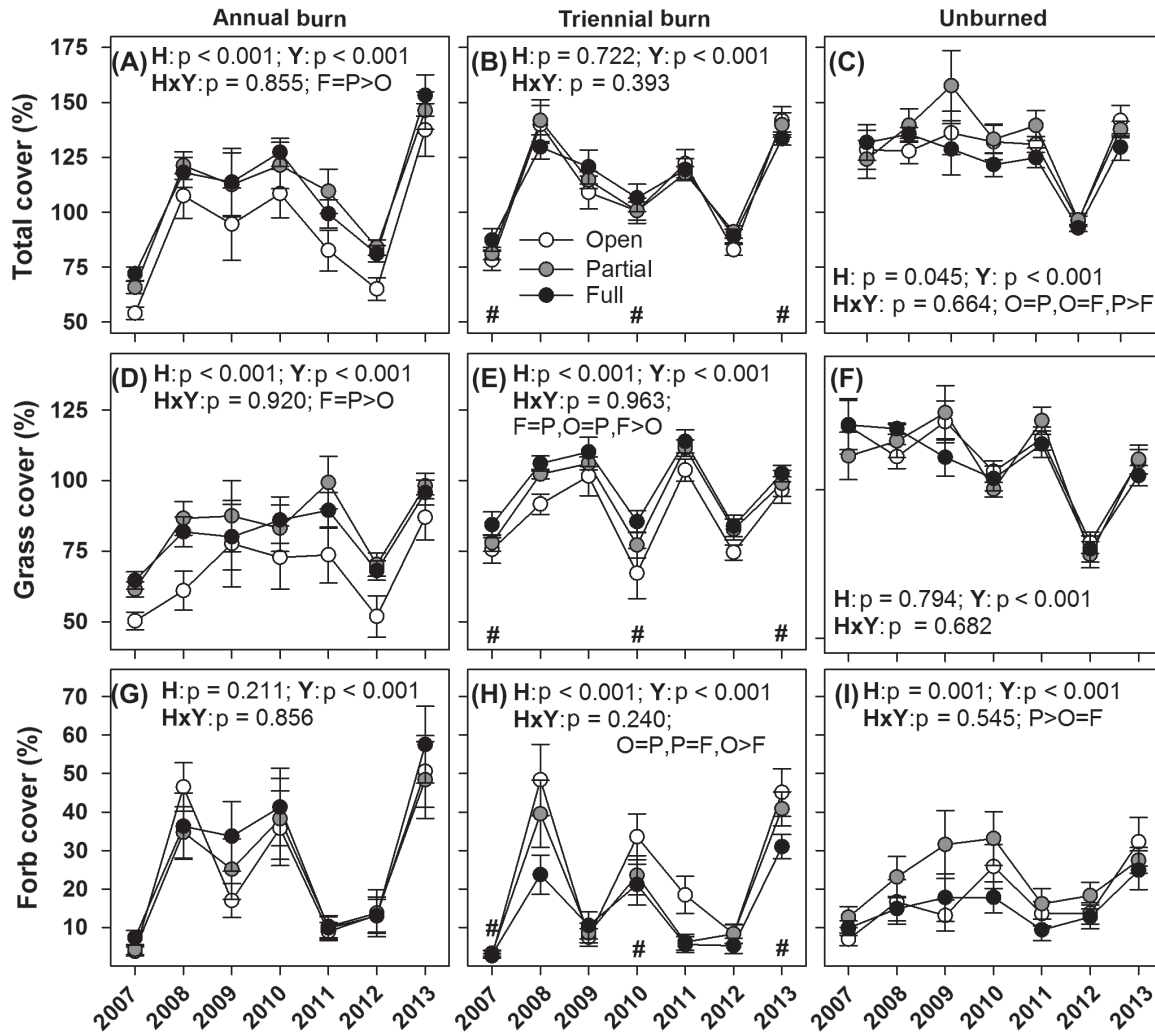 Annual burn
Triennial burn
Unburned
Total cover (%)
175
150
125
100
75
50
(A)
H:p < 0.001; Y:p < 0.001
HxY:p = 0.855; F=P>O
(B)
H:p = 0.722; Y:p < 0.001
HxY:p = 0.393
Open
Partial
Full
# # #
(C)
H: p = 0.045; Y: p < 0.001
HxY: p = 0.664; O=P,O=F,P>F
Grass cover (%)
125
100
75
50
(D)
H:p < 0.001; Y:p < 0.001
HxY:p = 0.920; F=P>O
(E)
H:p < 0.001; Y:p < 0.001
HxY:p = 0.963;
F=P,O=P,F>O
# # #
(F)
H:p = 0.794; Y:p < 0.001
HxY:p = 0.682
Forb cover (%)
70
60
50
40
30
20
10
(G)
H:p = 0.211; Y:p < 0.001
HxY:p = 0.856
(H)
H:p < 0.001; Y:p < 0.001
HxY:p = 0.240;
O=P,P=F,O>F
# # #
(I)
H:p = 0.001; Y:p < 0.001
HxY:p = 0.545; P>O=F
2007 2008 2009 2010 2011 2012 2013
2007 2008 2009 2010 2011 2012 2013
2007 2008 2009 2010 2011 2012 2013